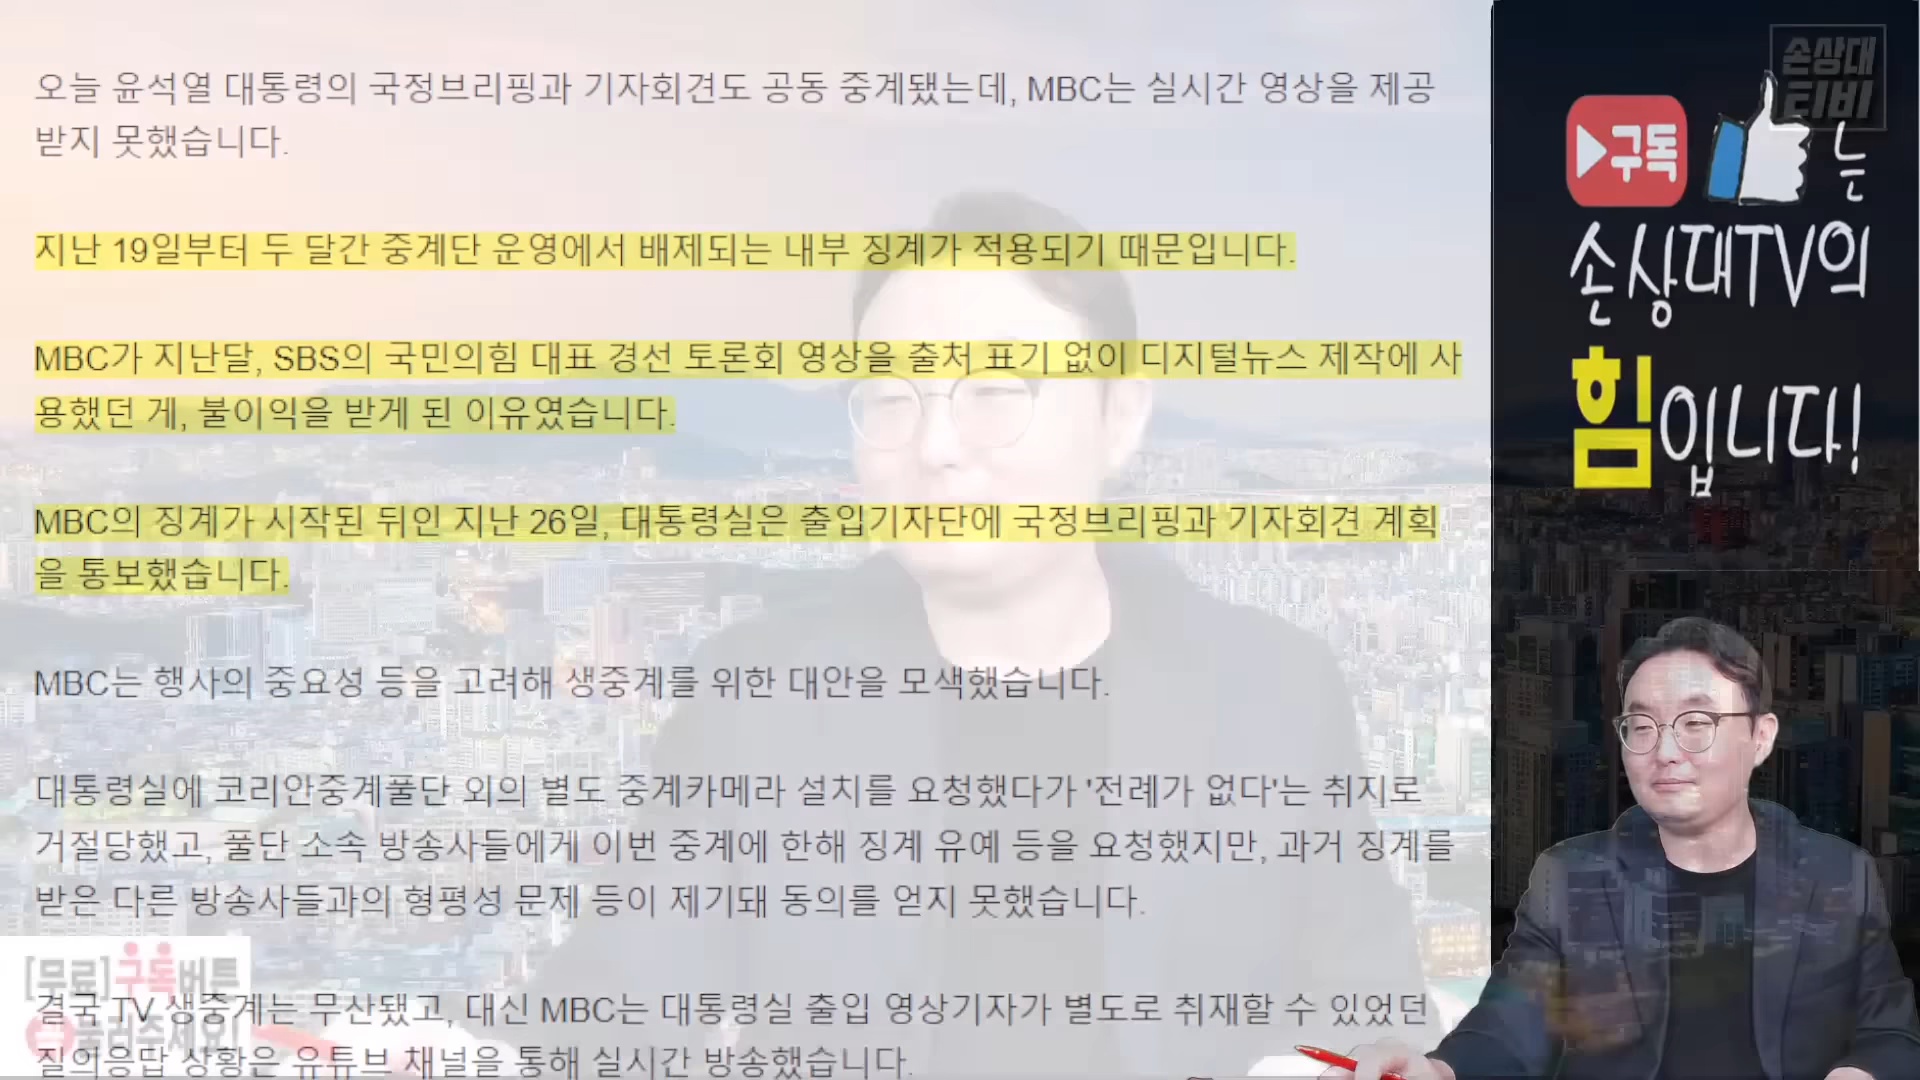 오늘 윤석열 대통령의 국정브리핑과 기자회견도 공동 중계됐는데, MBC는 실시간 영상을 제공
받지 못했습니다.
지난 19일부터 두 달간 중계단 운영에서 배제되는 내부 징계가 적용되기 때문입니다.
MBC가 지난달, SBS의 국민의힘 대표 경선 토론회 영상을 출처 표기 없이 디지털뉴스 제작에 사
용했던 게, 불이익을 받게 된 이유였습니다.
MBC의 징계가 시작된 뒤인 지난 26일, 대통령실은 출입기자단에 국정브리핑과 기자회견 계획
을 통보했습니다.
MBC는 행사의 중요성 등을 고려해 생중계를 위한 대안을 모색했습니다.
대통령실에 코리안중계풀단 외의 별도 중계카메라 설치를 요청했다가 '전례가 없다'는 취지로
거절당했고, 풀단 소속 방송사들에게 이번 중계에 한해 징계 유예 등을 요청했지만, 과거 징계를
받은 다른 방송사들과의 형평성 문제 등이 제기돼 동의를 얻지 못했습니다.
결국 TV 생중계는 무산됐고, 대신 MBC는 대통령실 출입 영상기자가 별도로 취재할 수 있었던
질의응답 상황은 유튜브 채널을 통해 실시간 방송했습니다.
[무료]구독버튼
눌러주세요!
손상대
티비
구독
는
손상대TV의
힘입니다!